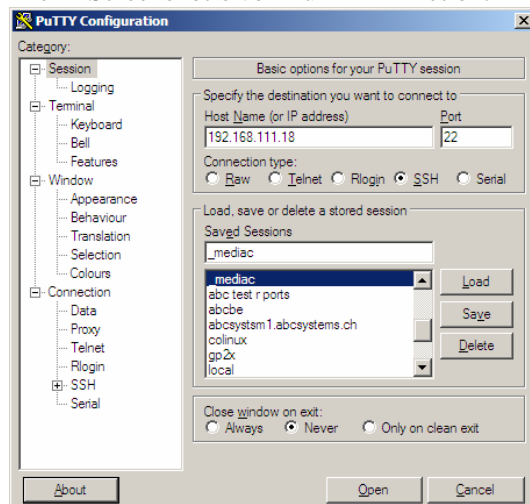 PuTTY Configuration
Category:
Session
Logging
Terminal
Keyboard
Bell
Features
Window
Appearance
Behaviour
Translation
Selection
Colours
Connection
Data
Proxy
Telnet
Rlogin
SSH
Serial
Basic options for your PuTTY session
Specify the destination you want to connect to
Host Name (or IP address) Port
192.168.111.18 22
Connection type:
Raw Telnet Rlogin SSH Serial
Load, save or delete a stored session
Saved Sessions
_mediac
_mediac
abc test r ports
abcbe
abcsystsm1.abcsystems.ch
colinux
gp2x
local
Load
Save
Delete
Close window on exit:
Always Never Only on clean exit
About Open Cancel